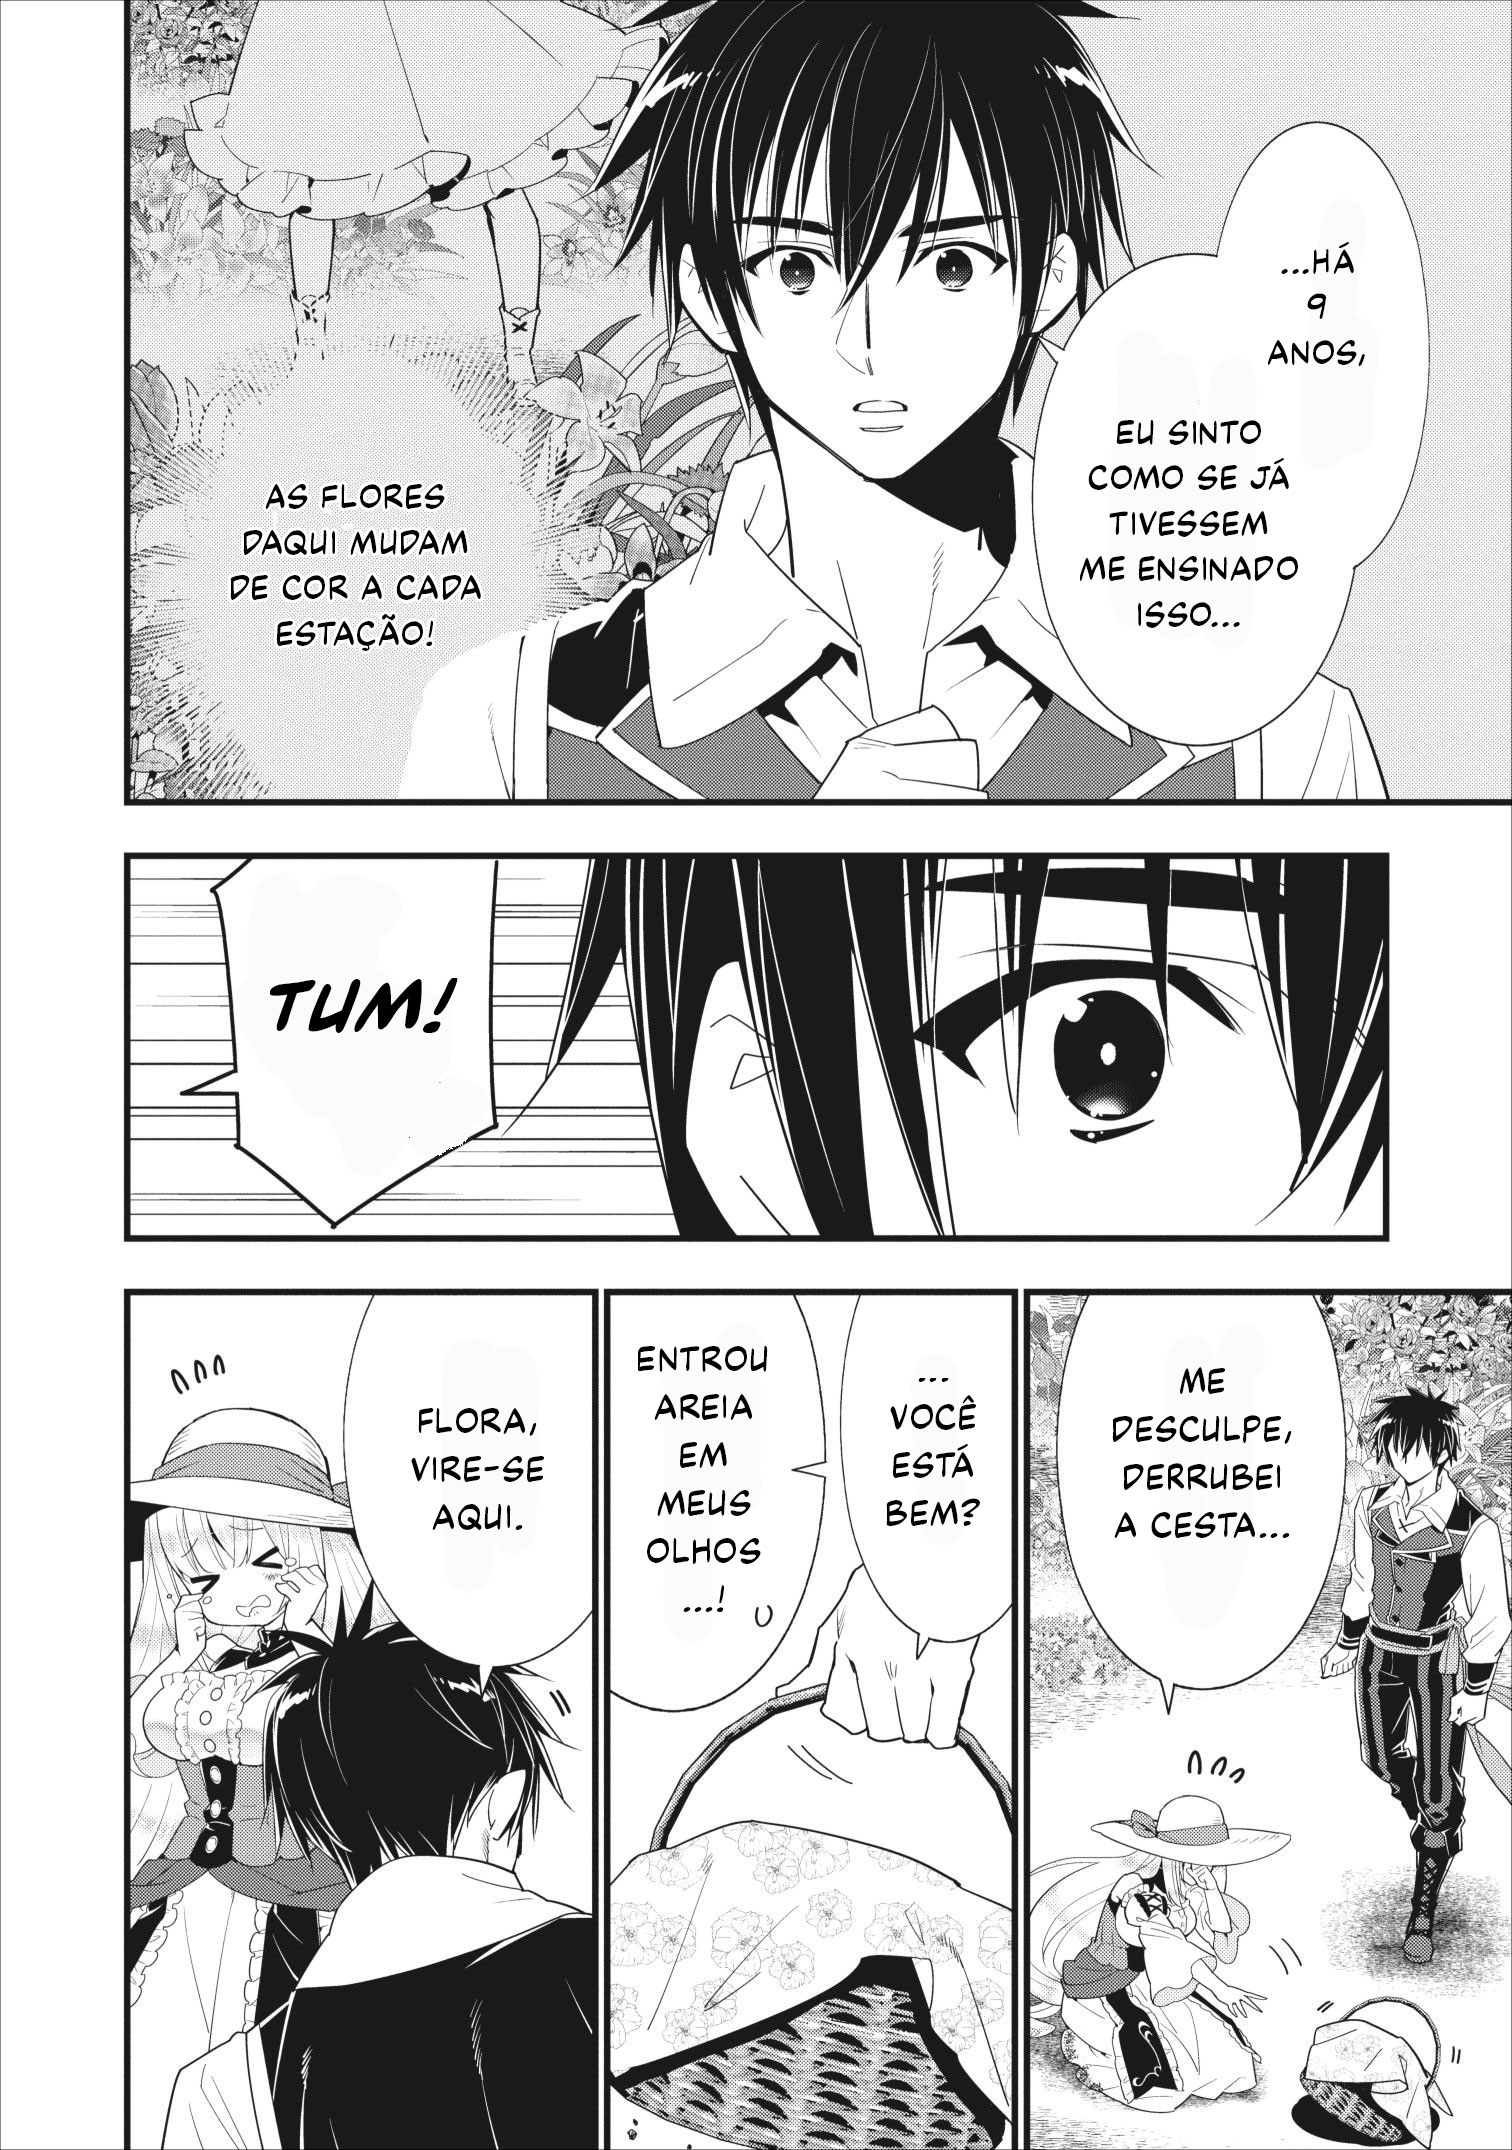 ...HÁ
9
ANOS,
EU SINTO
COMO SE JÁ
TIVESSEM
ME ENSINADO
ISSO...
AS FLORES
DAQUI MUDAM
DE COR A CADA
ESTAÇÃO!
TUM!
ME
DESCULPE,
DERRUBEI
A CESTA...
...
VOCÊ
ESTÁ
BEM?
ENTROU
AREIA
EM
MEUS
OLHOS
...!
FLORA,
VIRE-SE
AQUI.